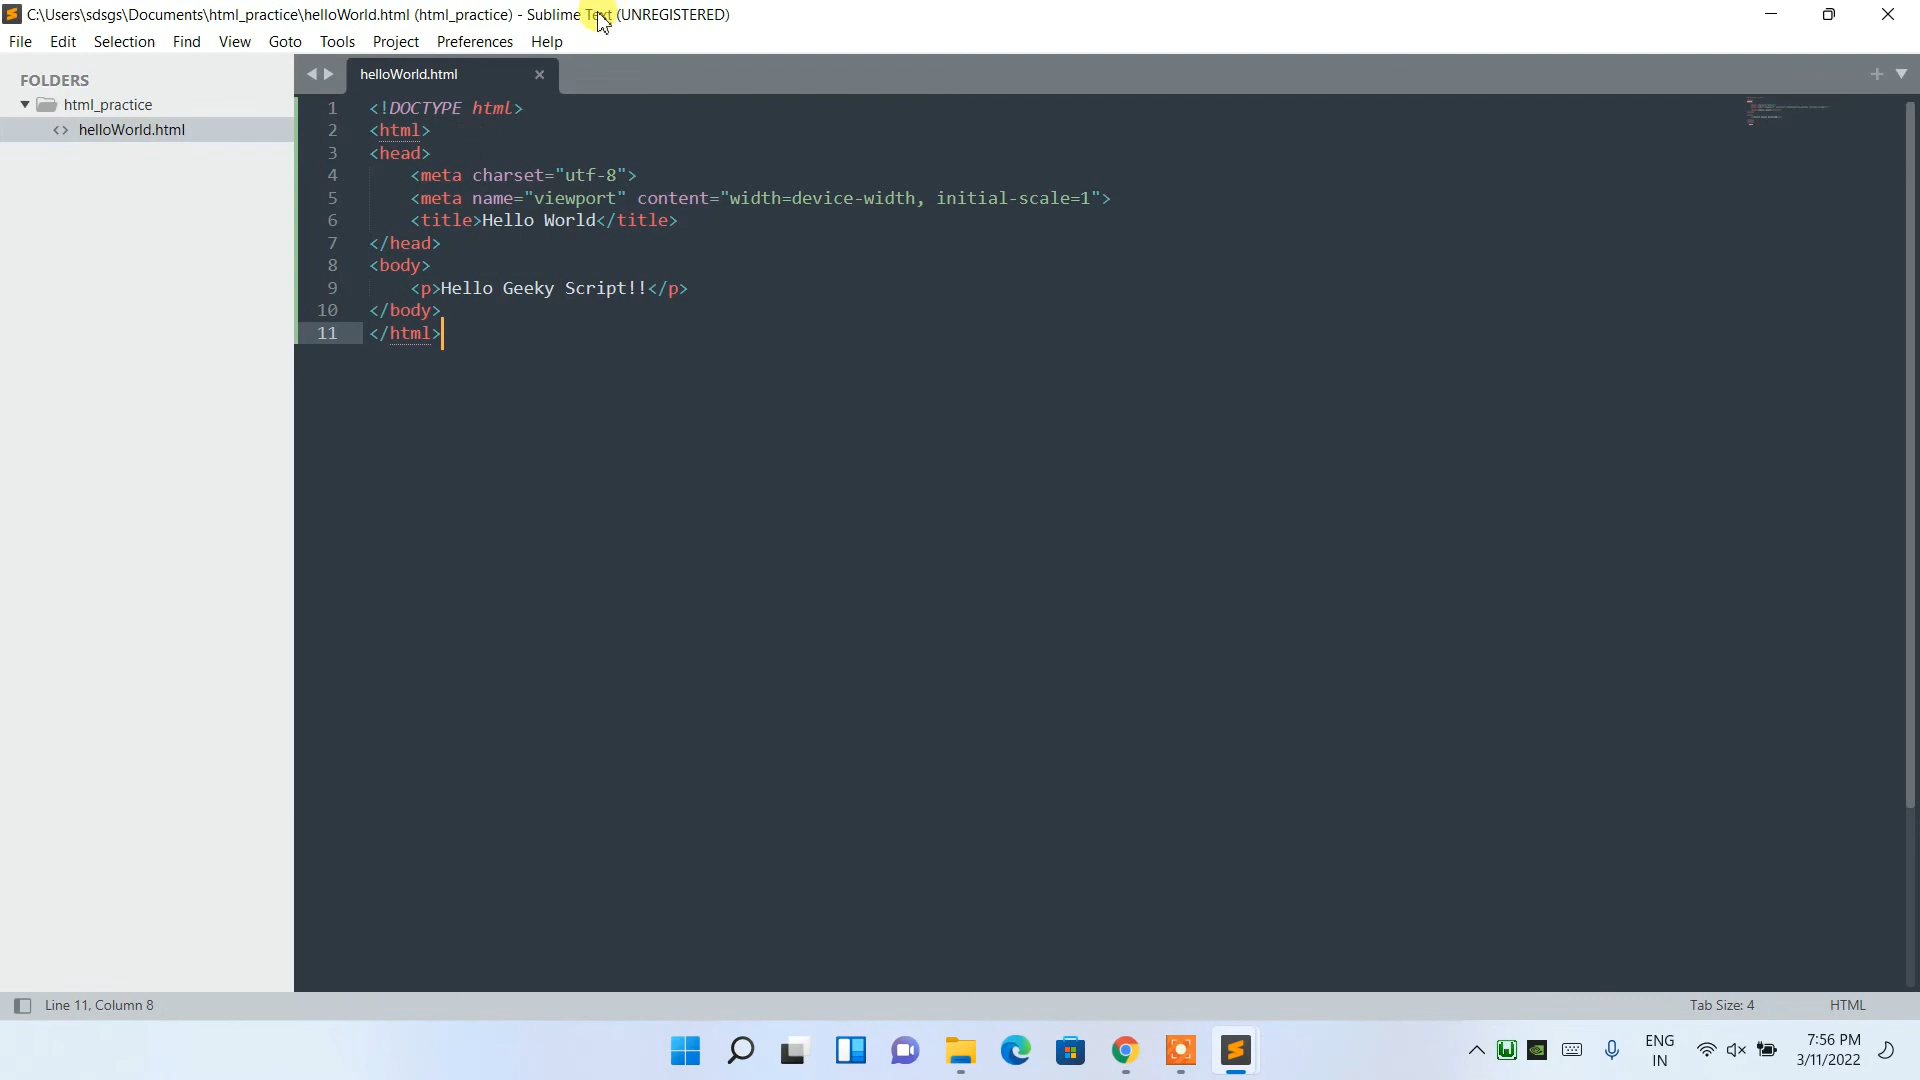 C:\Users\sdsgs\Documents\html_practice\helloWorld.html (html_practice) - Sublime Text (UNREGISTERED)
File Edit Selection Find View Goto Tools Project Preferences Help
FOLDERS
html_practice
helloWorld.html
helloWorld.html
1 <!DOCTYPE html>
2 <html>
3 <head>
4 <meta charset="utf-8">
5 <meta name="viewport" content="width=device-width, initial-scale=1">
6 <title>Hello World</title>
7 </head>
8 <body>
9 <p>Hello Geeky Script!!</p>
10 </body>
11 </html>
Line 11, Column 8
Tab Size: 4
HTML
ENG
IN
7:56 PM
3/11/2022